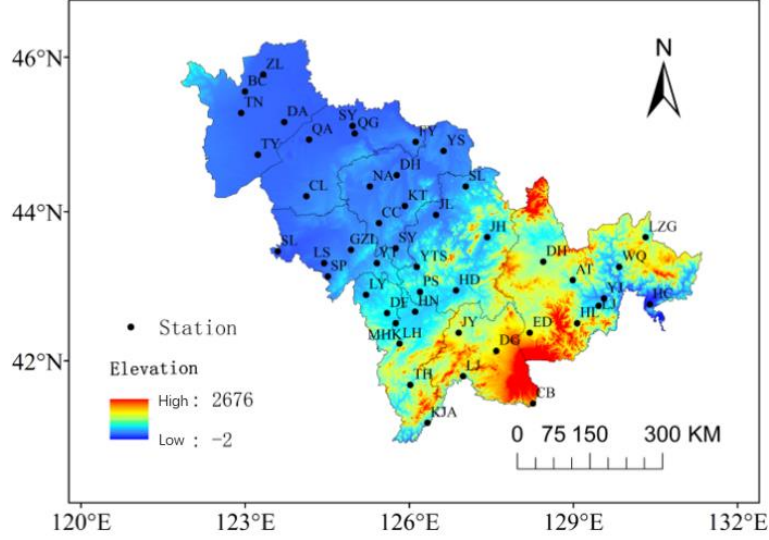 46°N
44°N
42°N
120°E 123°E 126°E 129°E 132°E
N
ZL
BC
TN
DA
SY
QG
QA
FY
YS
TY
DH
NA
SL
CL
KT
JL
CC
JH
LZG
SL
GZL
SY
LS
YT
YTS
DH
WQ
SP
AT
LY
PS
HD
YJ
HC
DF
HN
LJ
HL
MHK
LH
JY
ED
DG
TH
LJ
CB
KJA
Station
Elevation
High : 2676
Low : -2
0 75 150 300 KM